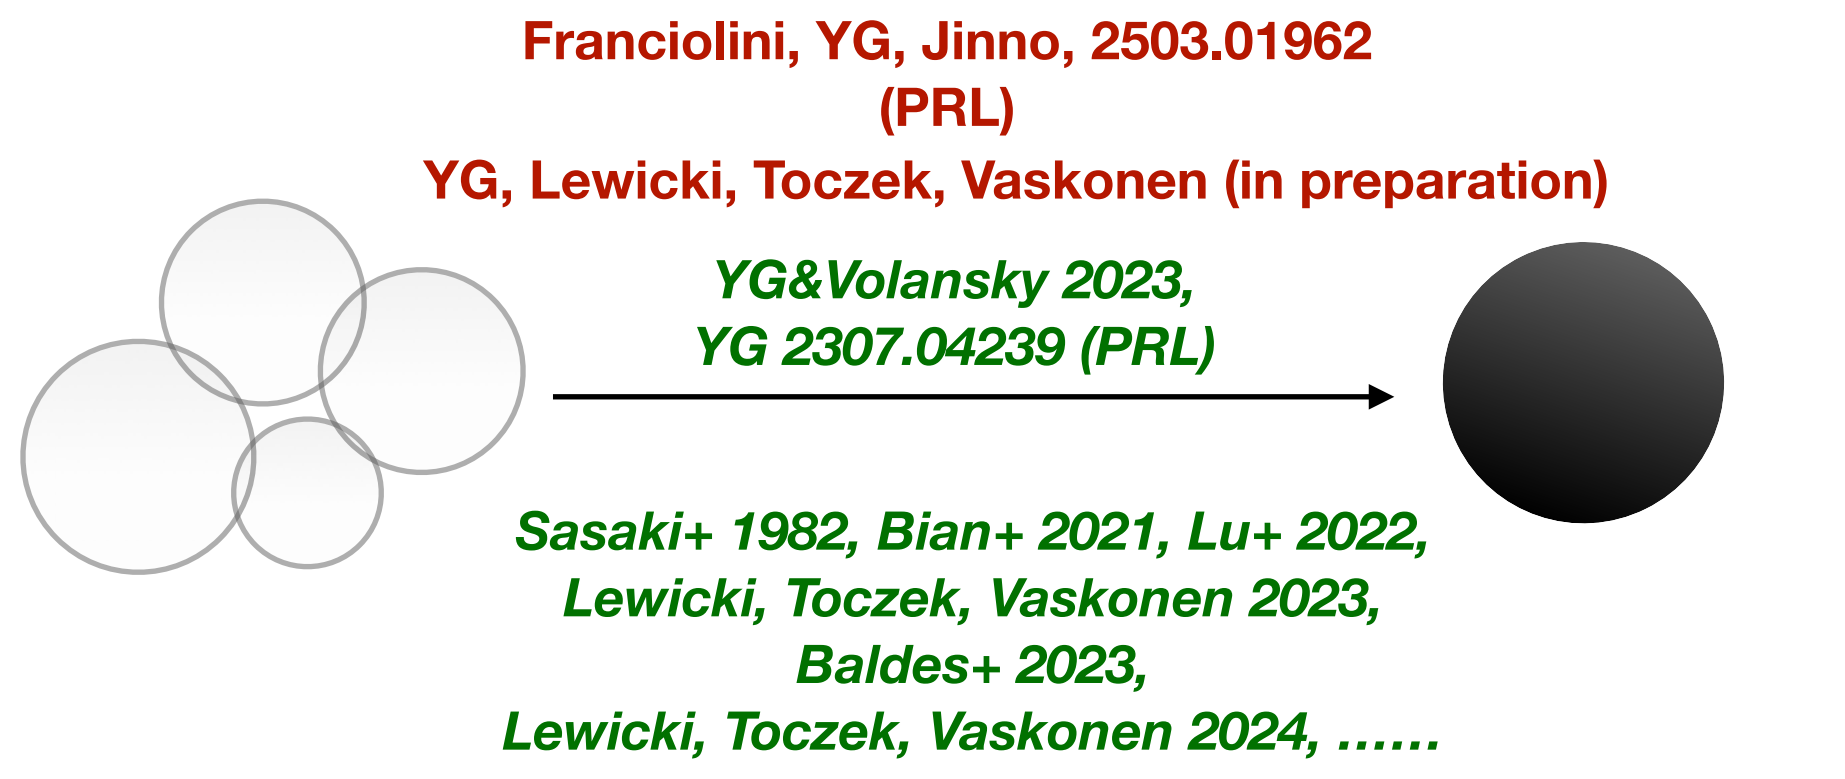 Franciolini, YG, Jinno, 2503.01962
(PRL)
YG, Lewicki, Toczek, Vaskonen (in preparation)
YG&Volansky 2023,
YG 2307.04239 (PRL)
Sasaki+ 1982, Bian+ 2021, Lu+ 2022,
Lewicki, Toczek, Vaskonen 2023,
Baldes+ 2023,
Lewicki, Toczek, Vaskonen 2024, ......